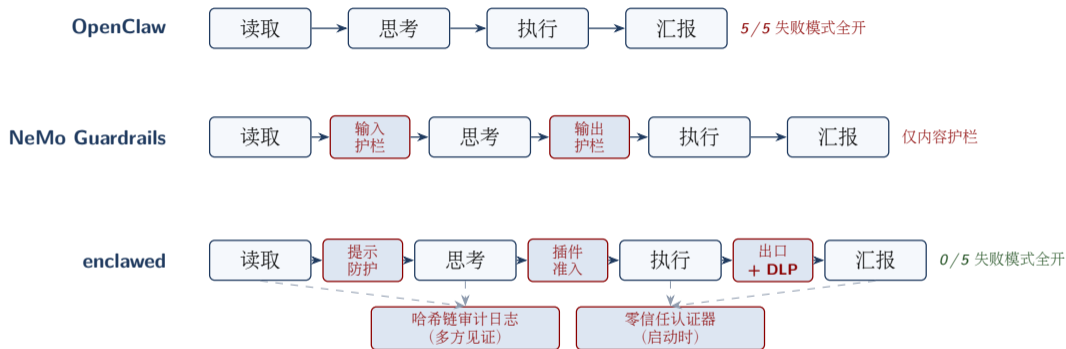 OpenClaw
读取
思考
执行
汇报
5/5 失败模式全开
NeMo Guardrails
读取
输入
护栏
思考
输出
护栏
执行
汇报
仅内容护栏
enclawed
读取
提示
防护
思考
插件
准入
执行
出口
+ DLP
汇报
0/5 失败模式全开
哈希链审计日志
(多方见证)
零信任认证器
(启动时)